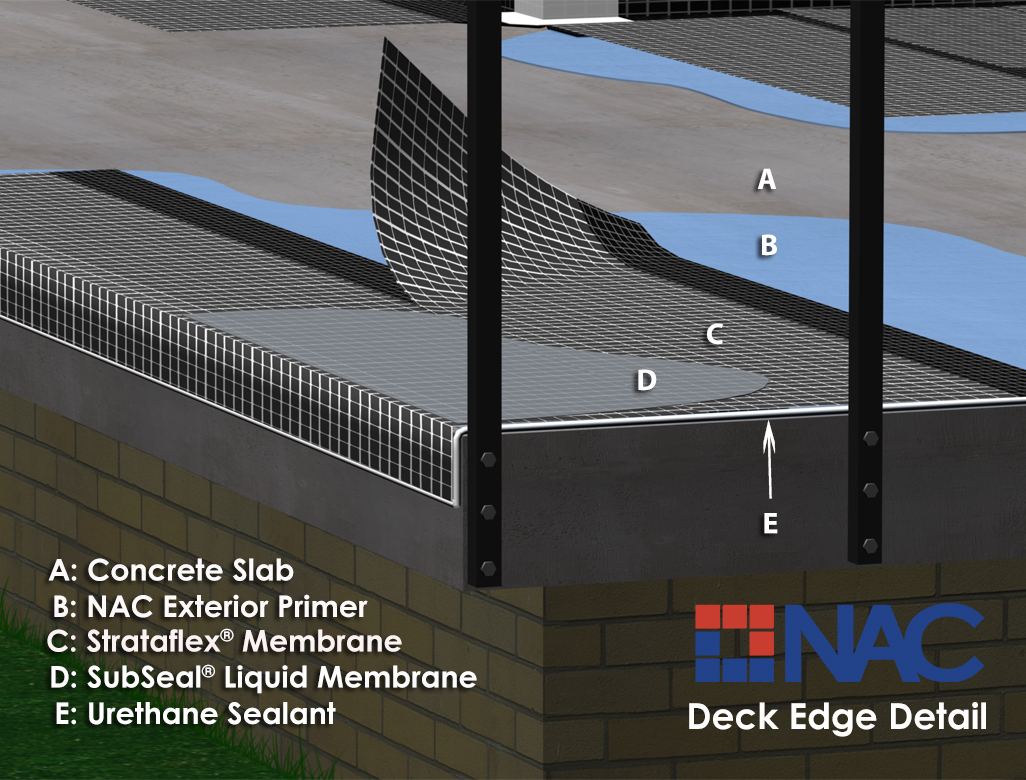 A
B
C
D
E
A: Concrete Slab
B: NAC Exterior Primer
C: Strataflex® Membrane
D: SubSeal® Liquid Membrane
E: Urethane Sealant
NAC
Deck Edge Detail